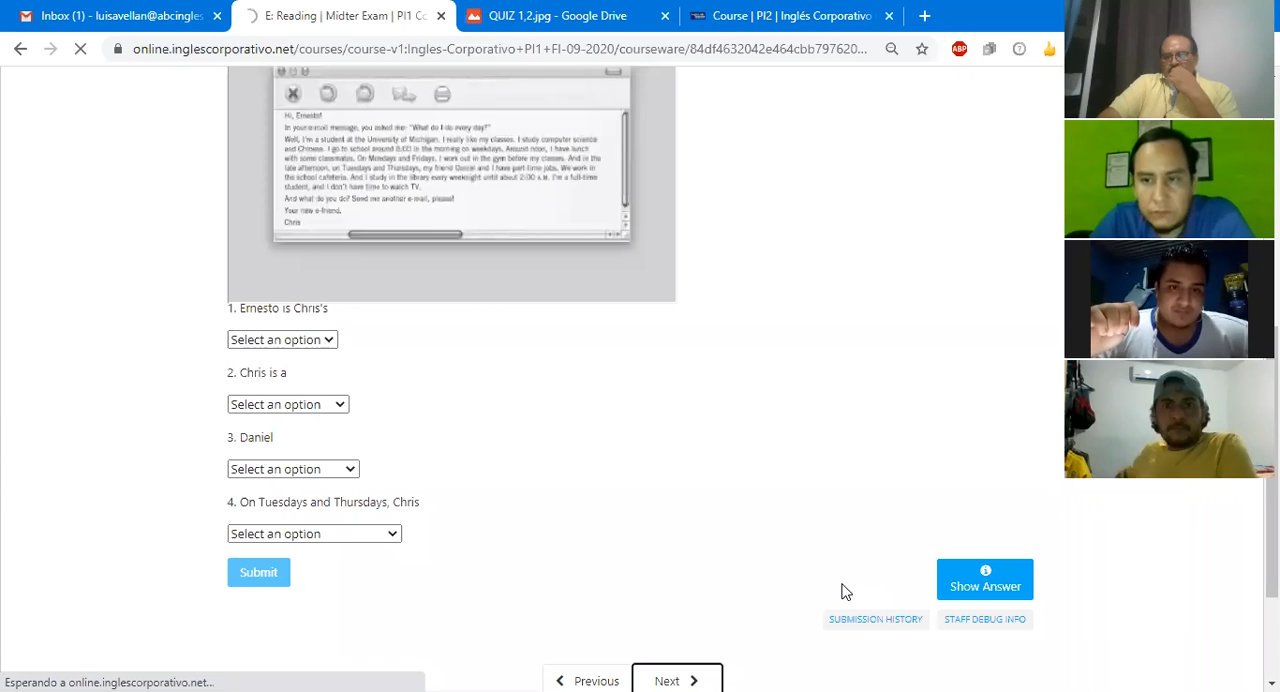 Inbox (1) - luisavellan@abcingles
E: Reading | Midter Exam | PI1 Co
QUIZ 1,2.jpg - Google Drive
Course | PI2 | Inglés Corporativo
online.inglescorporativo.net/courses/course-v1:Ingles-Corporativo+PI1+FI-09-2020/courseware/84df4632042e464cbb797620...
ABP
Hi, Ernesto!
In your e-mail message, you asked me: "What do I do every day?"
Well, I'm a student at the University of Michigan. I really like my classes. I study computer science
and Chinese. I go to school around 8:00 in the morning on weekdays. Around noon, I have lunch
with some classmates. On Mondays and Fridays, I work out in the gym before my classes. And in the
late afternoon, on Tuesdays and Thursdays, my friend Daniel and I have part-time jobs. We work in
the school cafeteria. And I study in the library every weeknight until about 2:00 A.M. I'm a full-time
student, and I don't have time to watch TV.
And what do you do? Send me another e-mail, please!
Your new e-friend,
Chris
1. Ernesto is Chris's
Select an option
2. Chris is a
Select an option
3. Daniel
Select an option
4. On Tuesdays and Thursdays, Chris
Select an option
Submit
Show Answer
SUBMISSION HISTORY
STAFF DEBUG INFO
Previous
Next
Esperando a online.inglescorporativo.net...